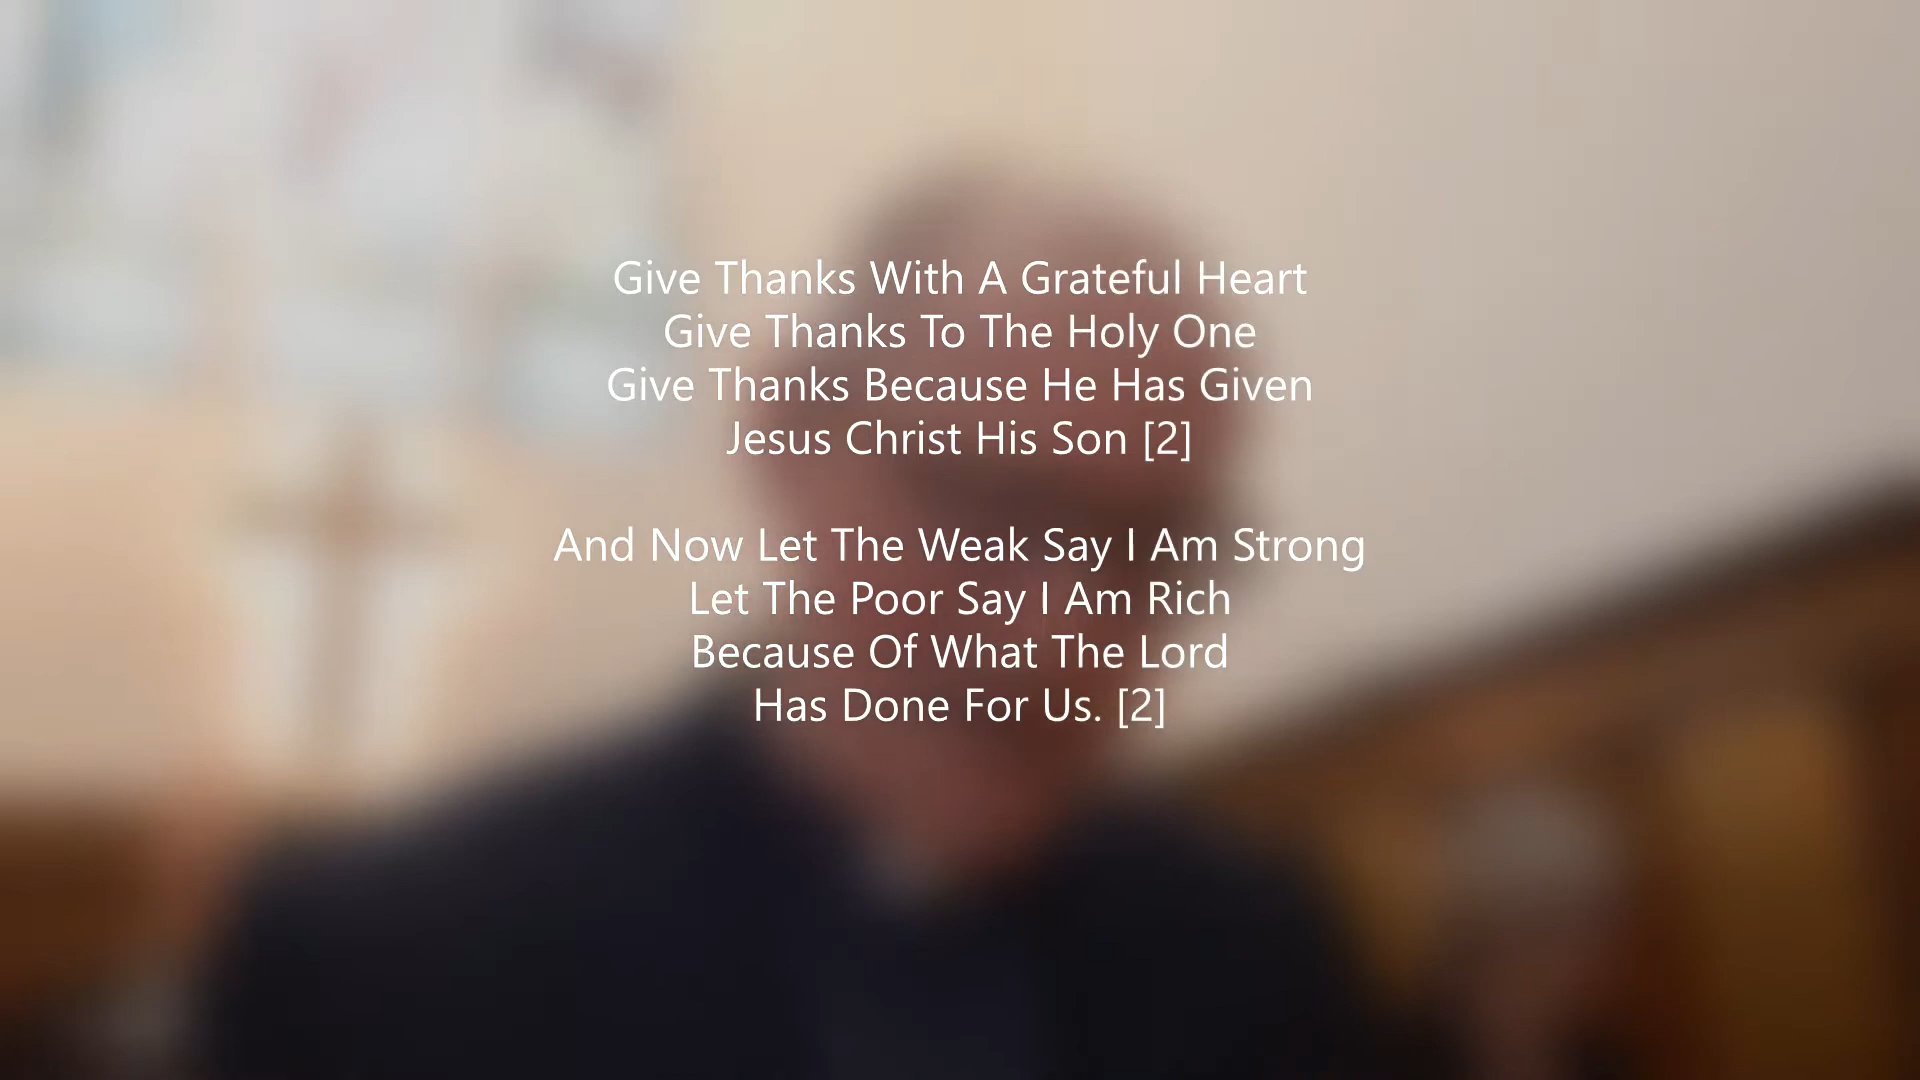 Give Thanks With A Grateful Heart
Give Thanks To The Holy One
Give Thanks Because He Has Given
Jesus Christ His Son [2]
And Now Let The Weak Say I Am Strong
Let The Poor Say I Am Rich
Because Of What The Lord
Has Done For Us. [2]